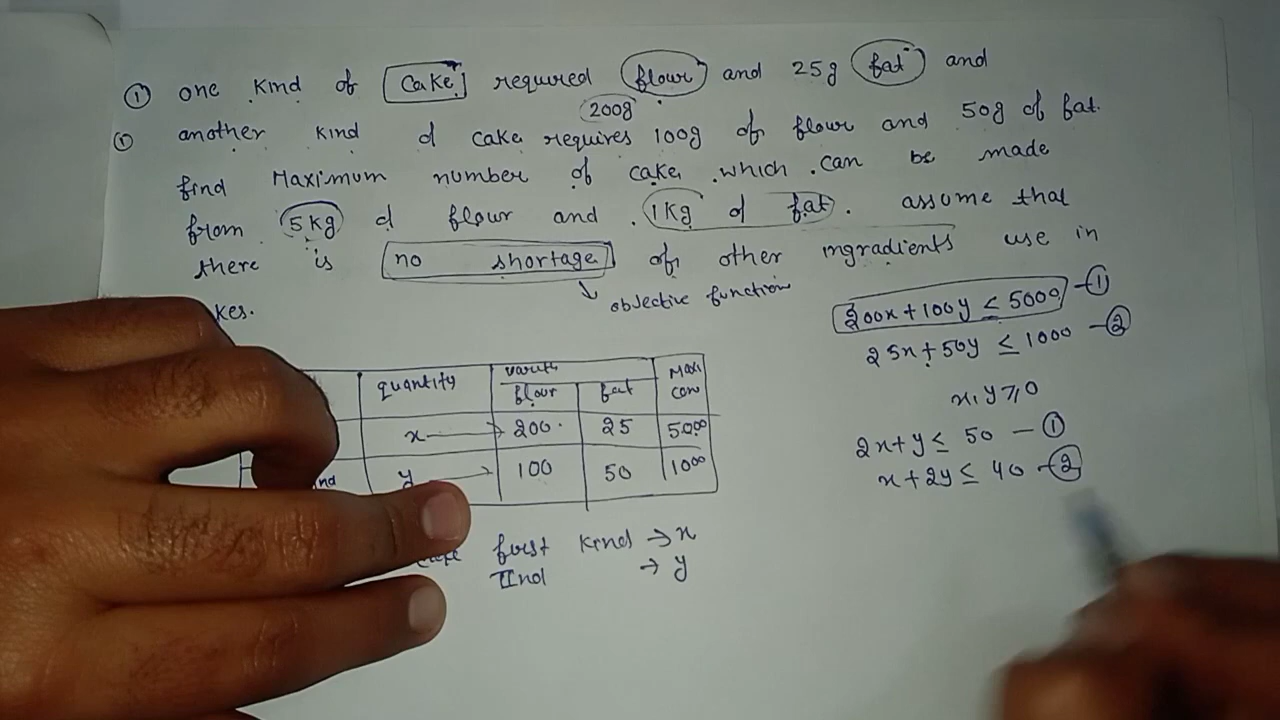 ① one kind of cake required flour and 25g fat and
200g
① another kind of cake requires 100g of flour and 50g of fat.
find Maximum number of cake which can be made
from 5Kg of flour and 1Kg of fat. assume that
there is no shortage of other ingradients use in
kes.
objective function
200x + 100y ≤ 5000 - ①
25x + 50y ≤ 1000 - ②
x, y ≥ 0
2x + y ≤ 50 - ①
x + 2y ≤ 40 - ②
quantity flour fat Maxi con
x → 200 25 5000
nd y → 100 50 1000
first kind → x
IInd → y